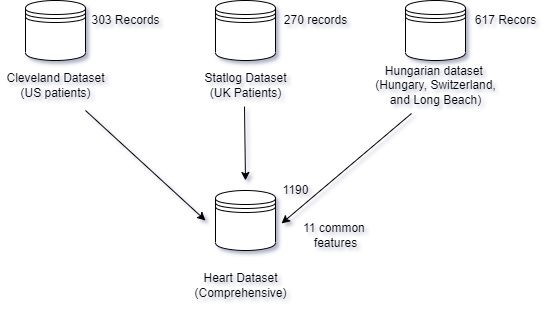 303 Records
270 records
617 Recors
Cleveland Dataset
(US patients)
Statlog Dataset
(UK Patients)
Hungarian dataset
(Hungary, Switzerland,
and Long Beach)
1190
11 common
features
Heart Dataset
(Comprehensive)